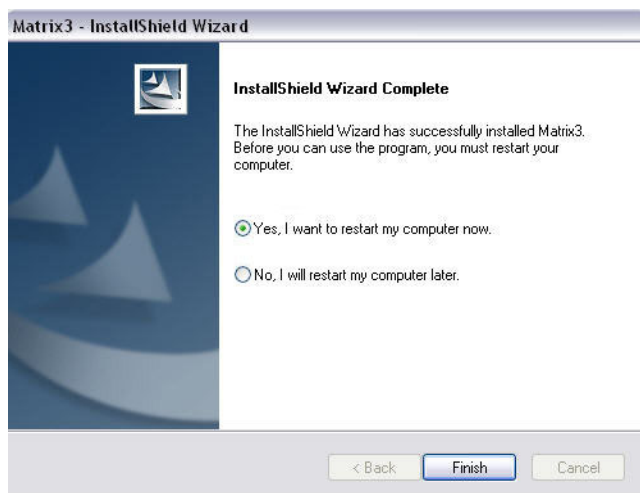 Matrix3 - InstallShield Wizard
InstallShield Wizard Complete
The InstallShield Wizard has successfully installed Matrix3.
Before you can use the program, you must restart your
computer.
Yes, I want to restart my computer now.
No, I will restart my computer later.
< Back Finish Cancel